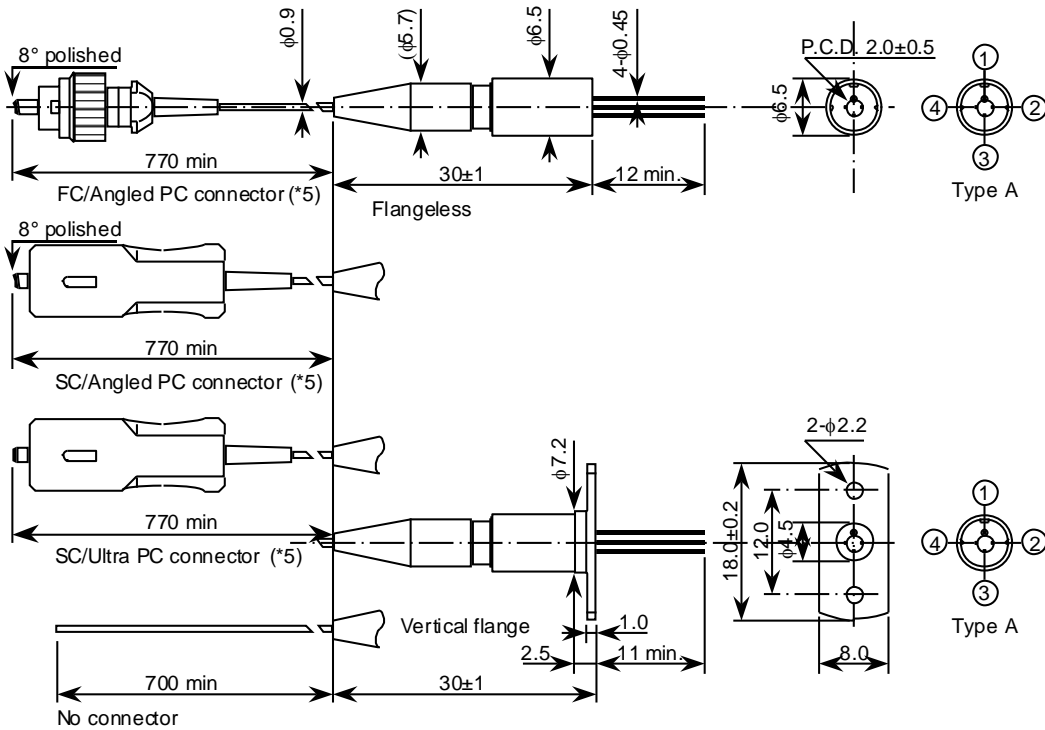 8° polished
φ0.9
(φ5.7)
φ6.5
4-φ0.45
P.C.D. 2.0±0.5
φ6.5
1
4
2
3
Type A
770 min
30±1
12 min.
FC/Angled PC connector (*5)
Flangeless
8° polished
770 min
SC/Angled PC connector (*5)
770 min
SC/Ultra PC connector (*5)
φ7.2
2-φ2.2
18.0±0.2
12.0
φ4.5
1
4
2
3
Type A
Vertical flange
1.0
2.5
11 min.
8.0
700 min
30±1
No connector